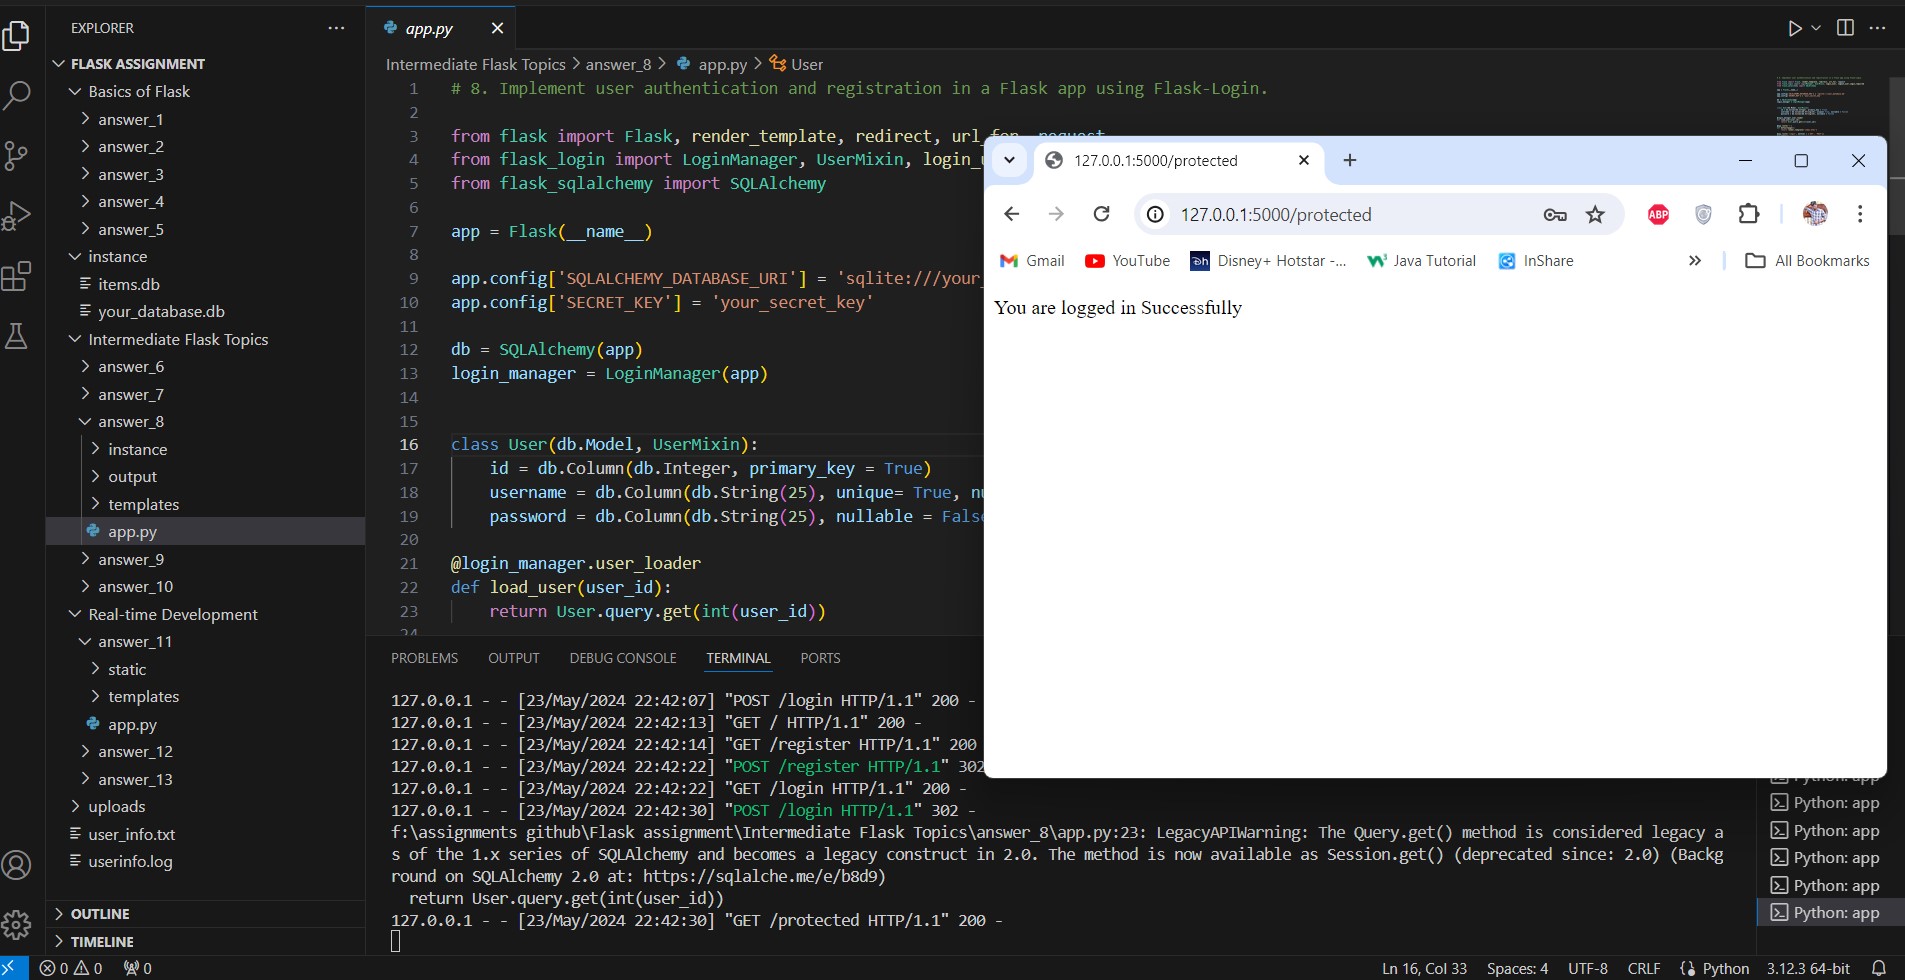 EXPLORER
FLASK ASSIGNMENT
Basics of Flask
answer_1
answer_2
answer_3
answer_4
answer_5
instance
items.db
your_database.db
Intermediate Flask Topics
answer_6
answer_7
answer_8
instance
output
templates
app.py
answer_9
answer_10
Real-time Development
answer_11
static
templates
app.py
answer_12
answer_13
uploads
user_info.txt
userinfo.log
OUTLINE
TIMELINE
app.py
Intermediate Flask Topics > answer_8 > app.py > User
1 # 8. Implement user authentication and registration in a Flask app using Flask-Login.
2
3 from flask import Flask, render_template, redirect, url_for, request
4 from flask_login import LoginManager, UserMixin, login_
5 from flask_sqlalchemy import SQLAlchemy
6
7 app = Flask(__name__)
8
9 app.config['SQLALCHEMY_DATABASE_URI'] = 'sqlite:///your_
10 app.config['SECRET_KEY'] = 'your_secret_key'
11
12 db = SQLAlchemy(app)
13 login_manager = LoginManager(app)
14
15
16 class User(db.Model, UserMixin):
17 id = db.Column(db.Integer, primary_key = True)
18 username = db.Column(db.String(25), unique= True,
19 password = db.Column(db.String(25), nullable = False
20
21 @login_manager.user_loader
22 def load_user(user_id):
23 return User.query.get(int(user_id))
24
127.0.0.1:5000/protected
127.0.0.1:5000/protected
ABP
Gmail YouTube Disney+ Hotstar -... Java Tutorial InShare » All Bookmarks
You are logged in Successfully
PROBLEMS OUTPUT DEBUG CONSOLE TERMINAL PORTS
127.0.0.1 - - [23/May/2024 22:42:07] "POST /login HTTP/1.1" 200 -
127.0.0.1 - - [23/May/2024 22:42:13] "GET / HTTP/1.1" 200 -
127.0.0.1 - - [23/May/2024 22:42:14] "GET /register HTTP/1.1" 200
127.0.0.1 - - [23/May/2024 22:42:22] "POST /register HTTP/1.1" 302
127.0.0.1 - - [23/May/2024 22:42:22] "GET /login HTTP/1.1" 200 -
127.0.0.1 - - [23/May/2024 22:42:30] "POST /login HTTP/1.1" 302 -
f:\assignments github\Flask assignment\Intermediate Flask Topics\answer_8\app.py:23: LegacyAPIWarning: The Query.get() method is considered legacy a
s of the 1.x series of SQLAlchemy and becomes a legacy construct in 2.0. The method is now available as Session.get() (deprecated since: 2.0) (Backg
round on SQLAlchemy 2.0 at: https://sqlalche.me/e/b8d9)
return User.query.get(int(user_id))
127.0.0.1 - - [23/May/2024 22:42:30] "GET /protected HTTP/1.1" 200 -
Python: app
Python: app
Python: app
Python: app
Python: app
Python: app
0 0 0
Ln 16, Col 33 Spaces: 4 UTF-8 CRLF Python 3.12.3 64-bit